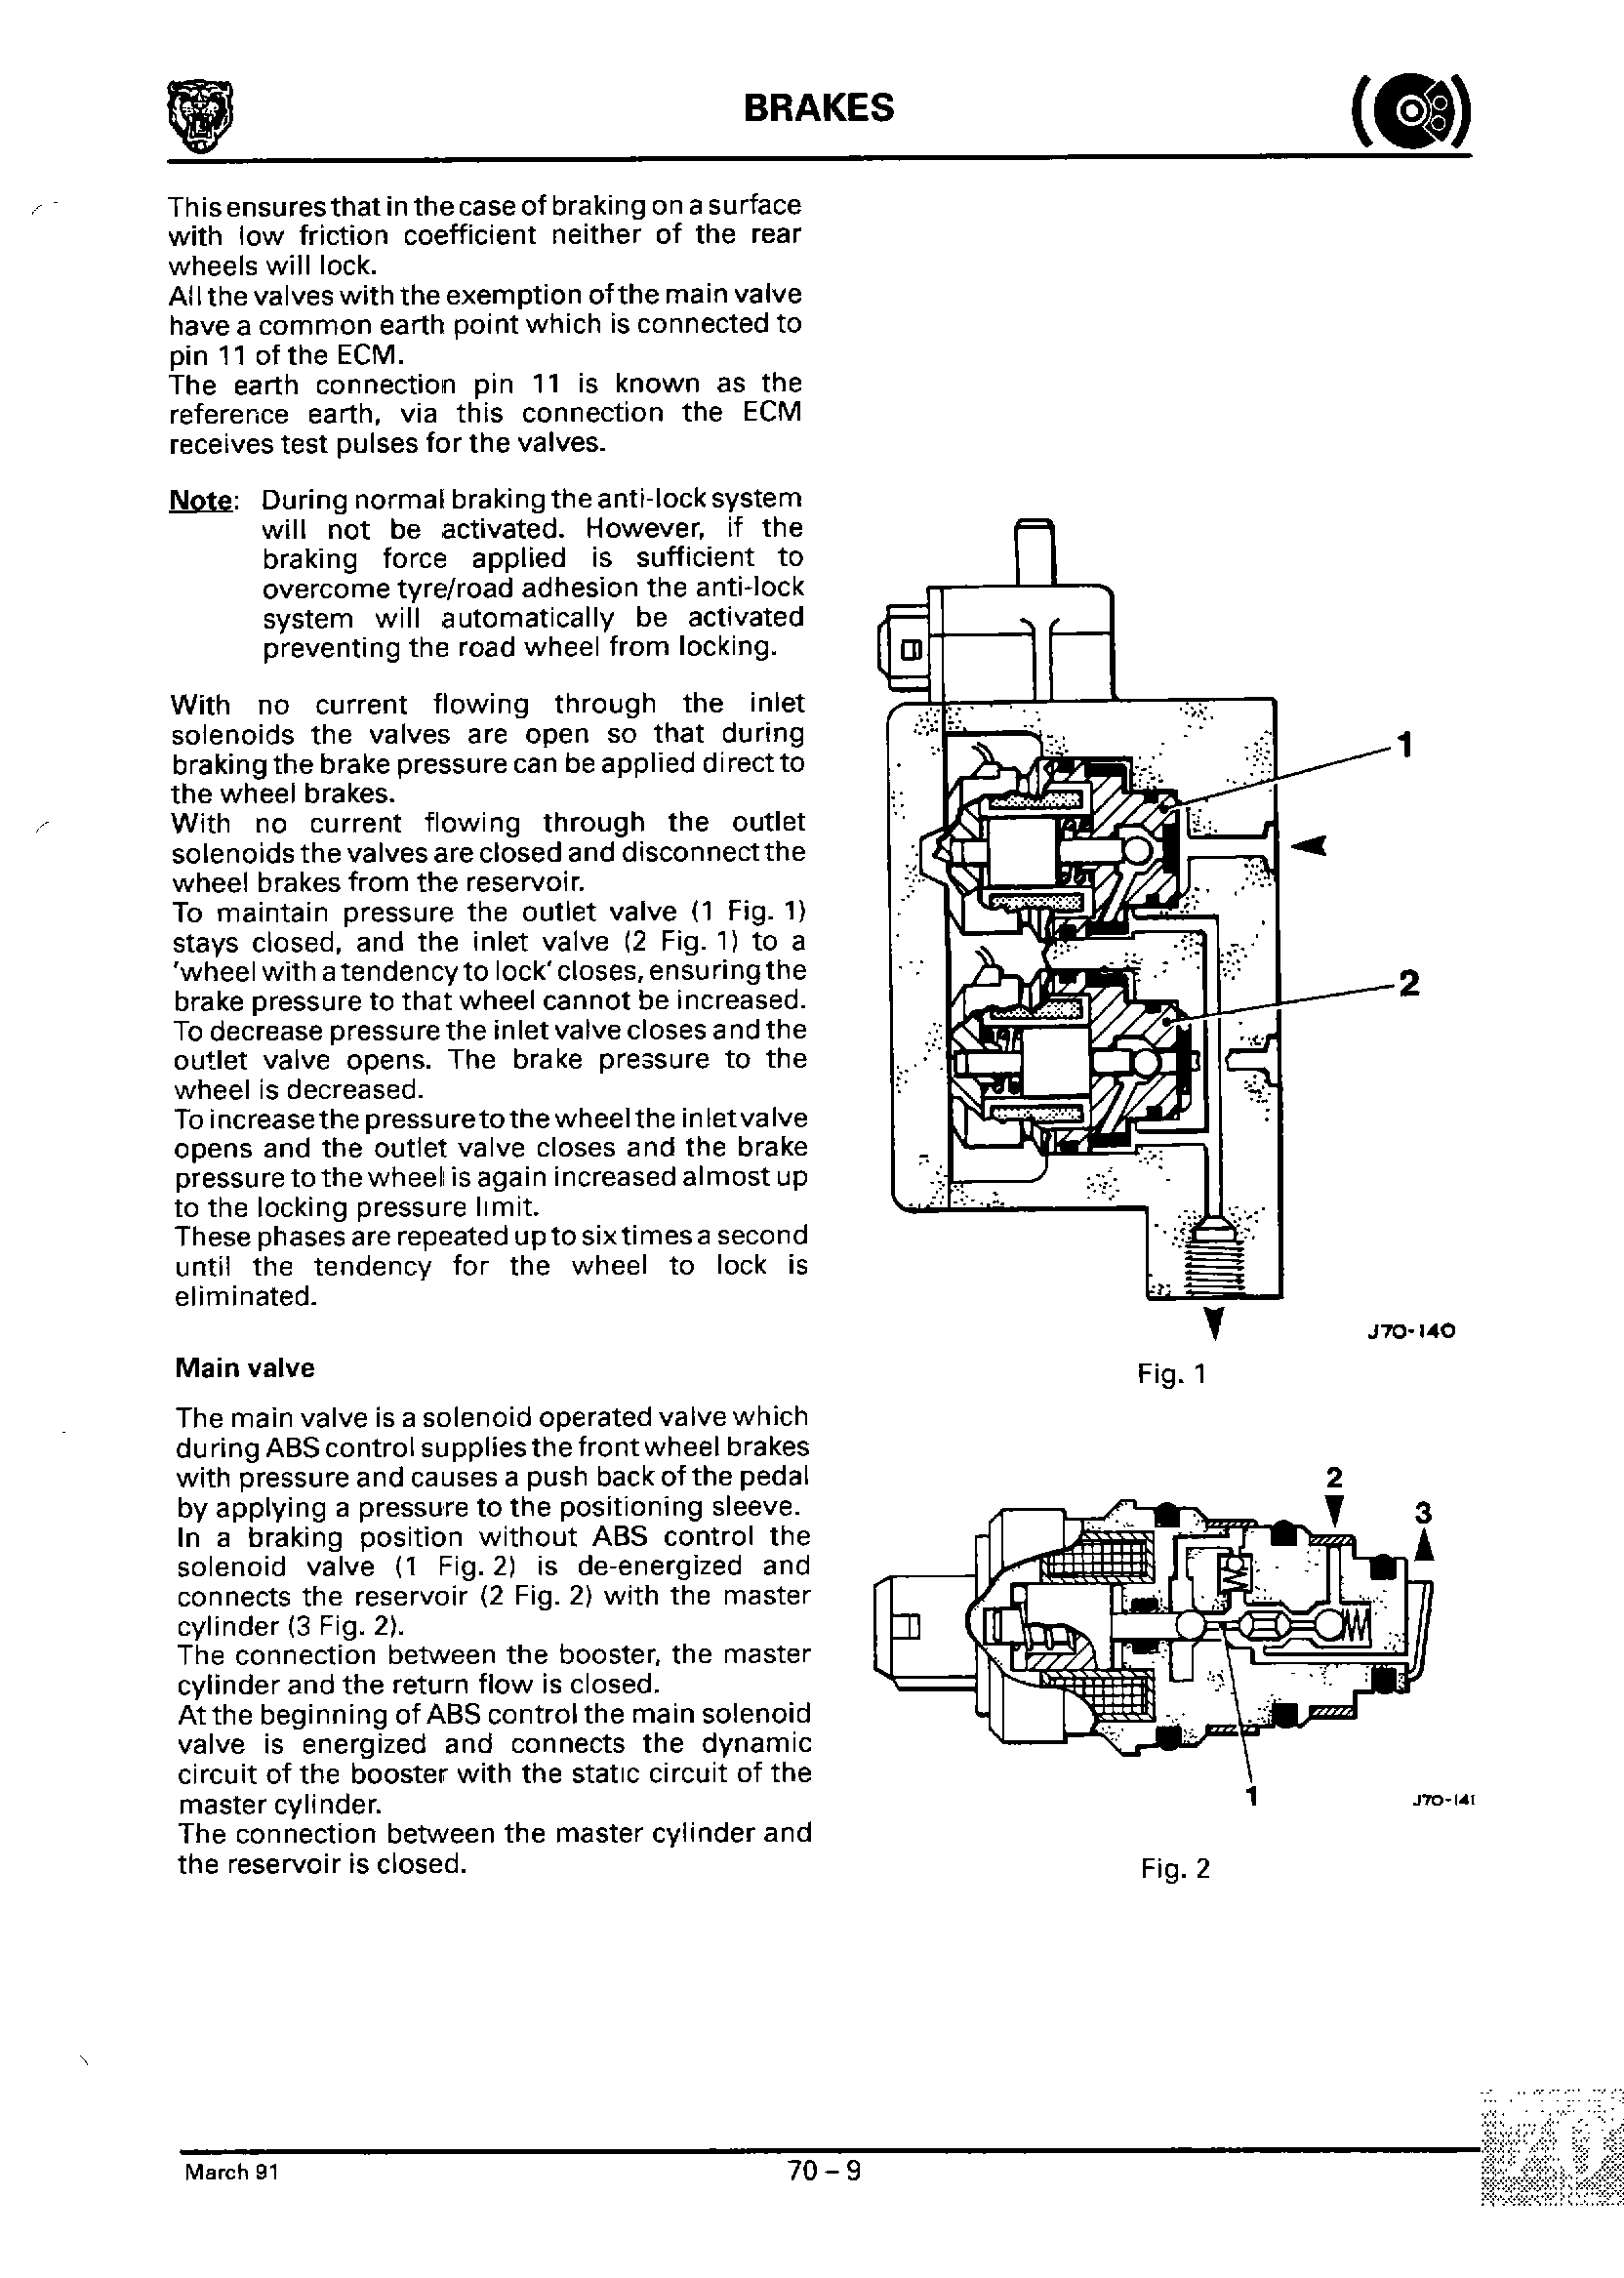 BRAKES
This ensures that in the case of braking on a surface
with low friction coefficient neither of the rear
wheels will lock.
All the valves with the exemption of the main valve
have a common earth point which is connected to
pin 11 of the ECM.
The earth connection pin 11 is known as the
reference earth, via this connection the ECM
receives test pulses for the valves.
Note: During normal braking the anti-lock system
will not be activated. However, if the
braking force applied is sufficient to
overcome tyre/road adhesion the anti-lock
system will automatically be activated
preventing the road wheel from locking.
With no current flowing through the inlet
solenoids the valves are open so that during
braking the brake pressure can be applied direct to
the wheel brakes.
With no current flowing through the outlet
solenoids the valves are closed and disconnect the
wheel brakes from the reservoir.
To maintain pressure the outlet valve (1 Fig. 1)
stays closed, and the inlet valve (2 Fig. 1) to a
'wheel with a tendency to lock' closes, ensuring the
brake pressure to that wheel cannot be increased.
To decrease pressure the inlet valve closes and the
outlet valve opens. The brake pressure to the
wheel is decreased.
To increase the pressure to the wheel the inlet valve
opens and the outlet valve closes and the brake
pressure to the wheel is again increased almost up
to the locking pressure limit.
These phases are repeated up to six times a second
until the tendency for the wheel to lock is
eliminated.
Main valve
The main valve is a solenoid operated valve which
during ABS control supplies the front wheel brakes
with pressure and causes a push back of the pedal
by applying a pressure to the positioning sleeve.
In a braking position without ABS control the
solenoid valve (1 Fig. 2) is de-energized and
connects the reservoir (2 Fig. 2) with the master
cylinder (3 Fig. 2).
The connection between the booster, the master
cylinder and the return flow is closed.
At the beginning of ABS control the main solenoid
valve is energized and connects the dynamic
circuit of the booster with the static circuit of the
master cylinder.
The connection between the master cylinder and
the reservoir is closed.
1
2
J70-140
Fig. 1
2
3
1
J70-141
Fig. 2
70
March 91
70 – 9